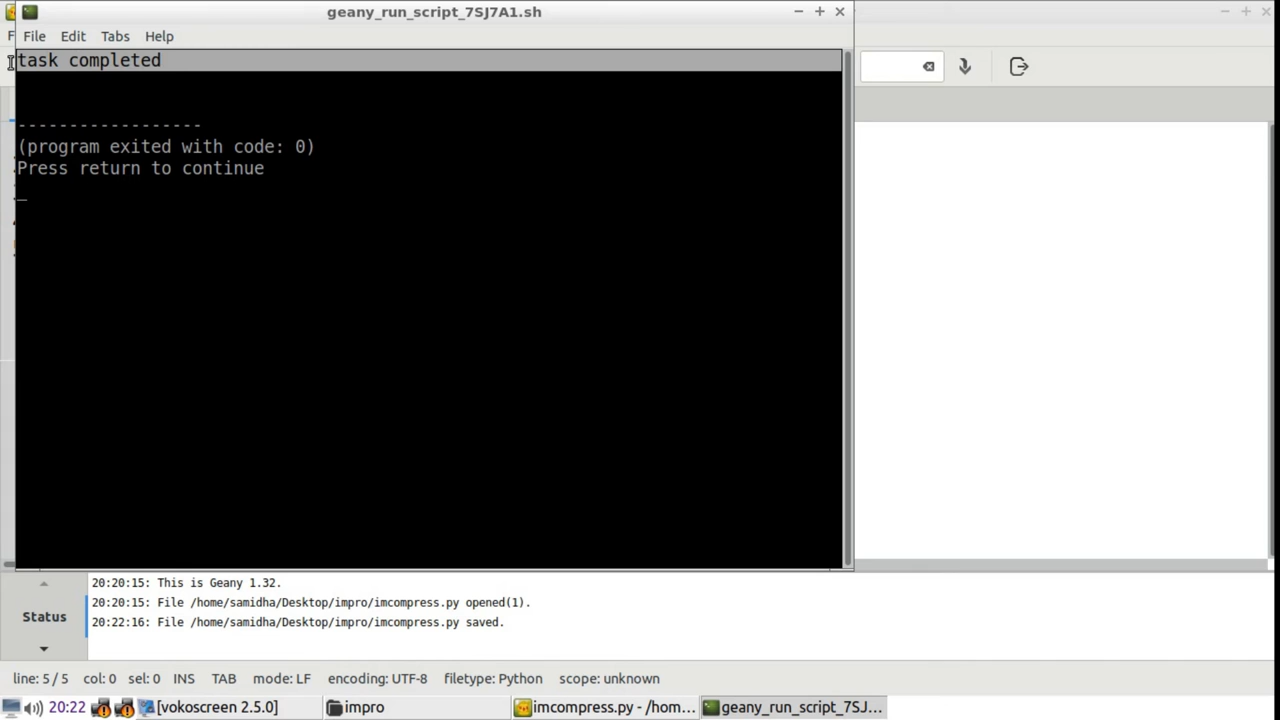 geany_run_script_7SJ7A1.sh
File Edit Tabs Help
task completed
------------------
(program exited with code: 0)
Press return to continue
20:20:15: This is Geany 1.32.
20:20:15: File /home/samidha/Desktop/impro/imcompress.py opened(1).
Status
20:22:16: File /home/samidha/Desktop/impro/imcompress.py saved.
line: 5 / 5 col: 0 sel: 0 INS TAB mode: LF encoding: UTF-8 filetype: Python scope: unknown
20:22 [vokoscreen 2.5.0] impro imcompress.py - /hom... geany_run_script_7SJ...